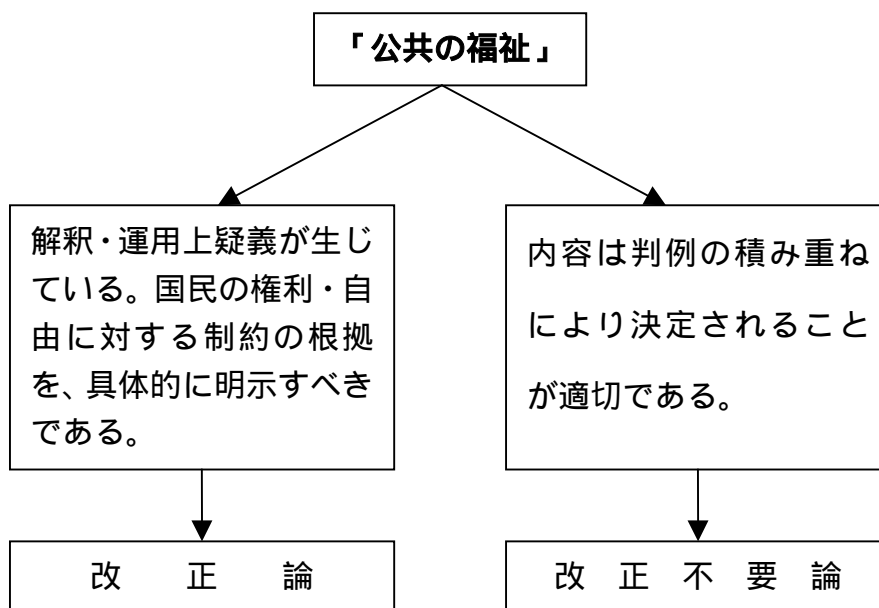 「公共の福祉」
解釈・運用上疑義が生じ
ている。国民の権利・自
由に対する制約の根拠
を、具体的に明示すべき
である。
内容は判例の積み重ね
により決定されること
が適切である。
改正論
改正不要論